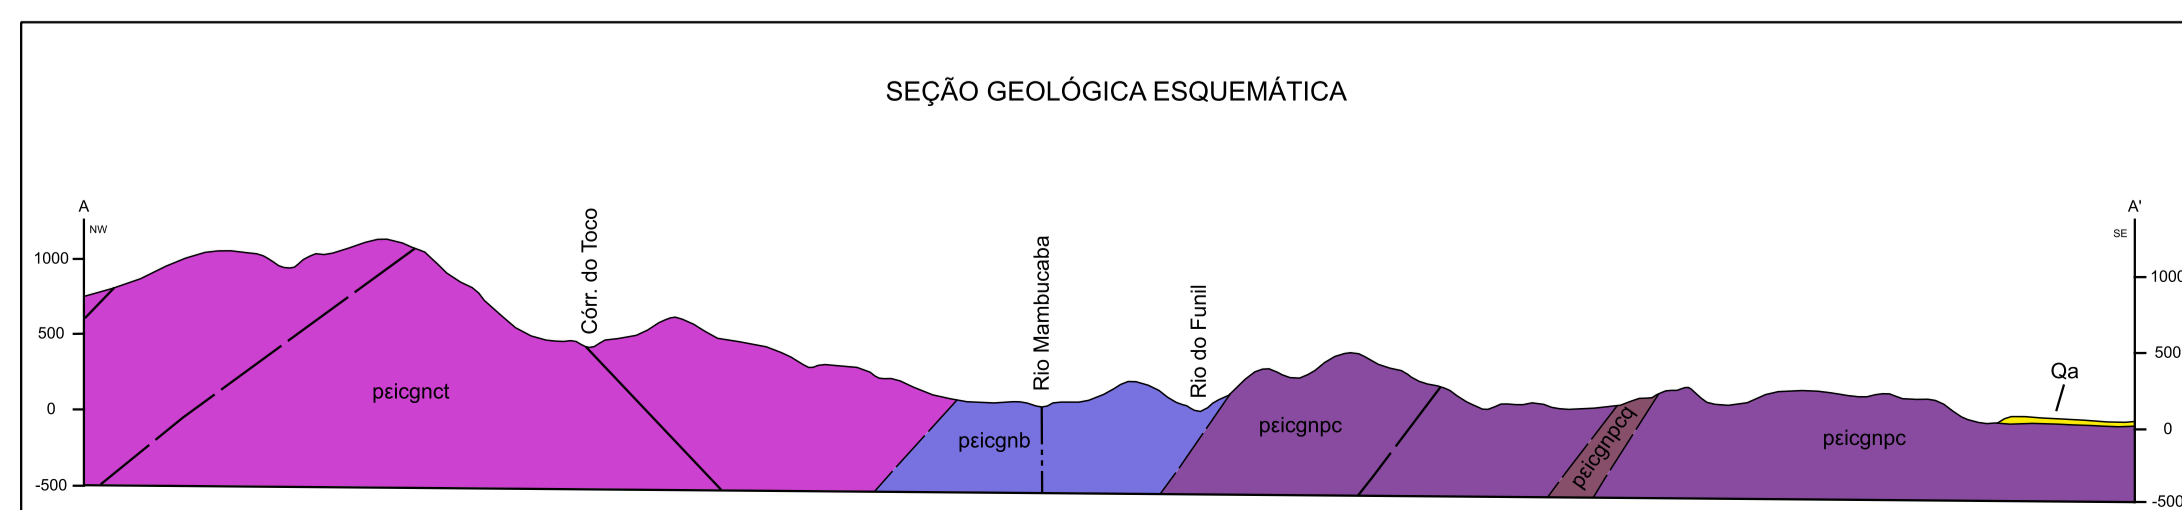 SEÇÃO GEOLÓGICA ESQUEMÁTICA
A
NW
1000
500
0
-500
Córr. do Toco
Rio Mambucaba
Rio do Funil
pεicgnct
pεicgnb
pεicgnpc
pεicgnpcq
pεicgnpc
Qa
A'
SE
1000
500
0
-500